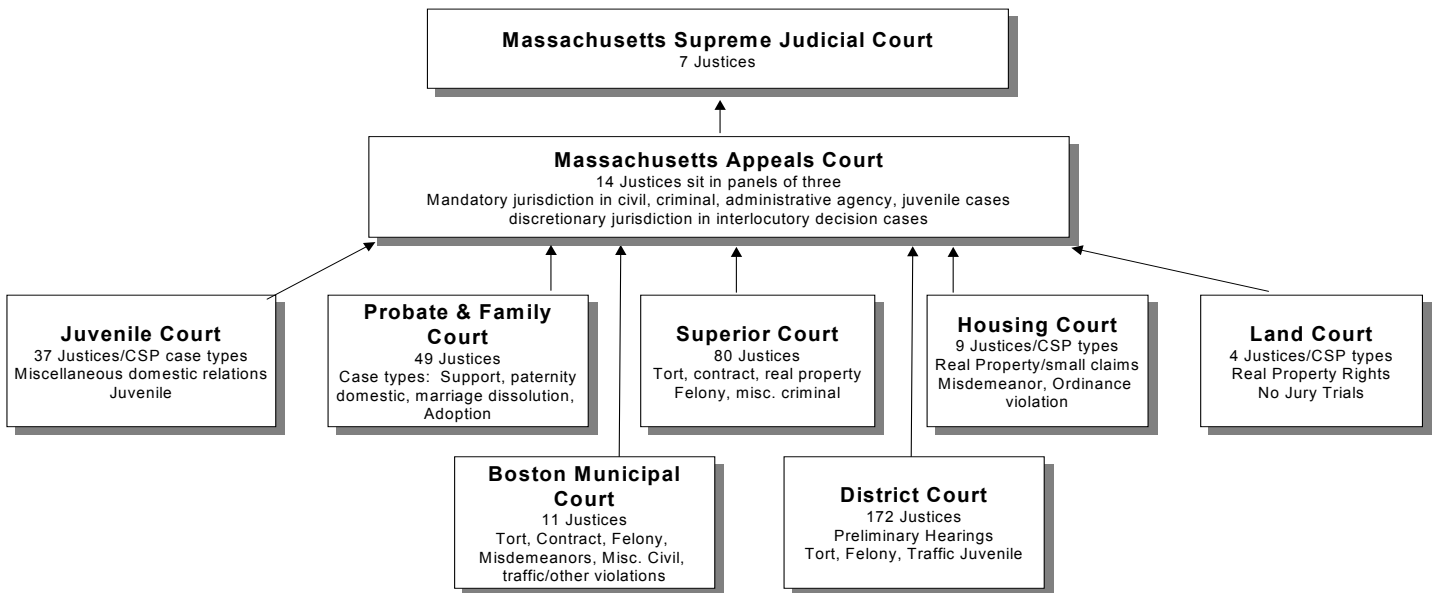 Massachusetts Supreme Judicial Court
7 Justices
Massachusetts Appeals Court
14 Justices sit in panels of three
Mandatory jurisdiction in civil, criminal, administrative agency, juvenile cases
discretionary jurisdiction in interlocutory decision cases
Juvenile Court
37 Justices/CSP case types
Miscellaneous domestic relations
Juvenile
Probate & Family
Court
49 Justices
Case types: Support, paternity
domestic, marriage dissolution,
Adoption
Superior Court
80 Justices
Tort, contract, real property
Felony, misc. criminal
Housing Court
9 Justices/CSP types
Real Property/small claims
Misdemeanor, Ordinance
violation
Land Court
4 Justices/CSP types
Real Property Rights
No Jury Trials
Boston Municipal
Court
11 Justices
Tort, Contract, Felony,
Misdemeanors, Misc. Civil,
traffic/other violations
District Court
172 Justices
Preliminary Hearings
Tort, Felony, Traffic Juvenile